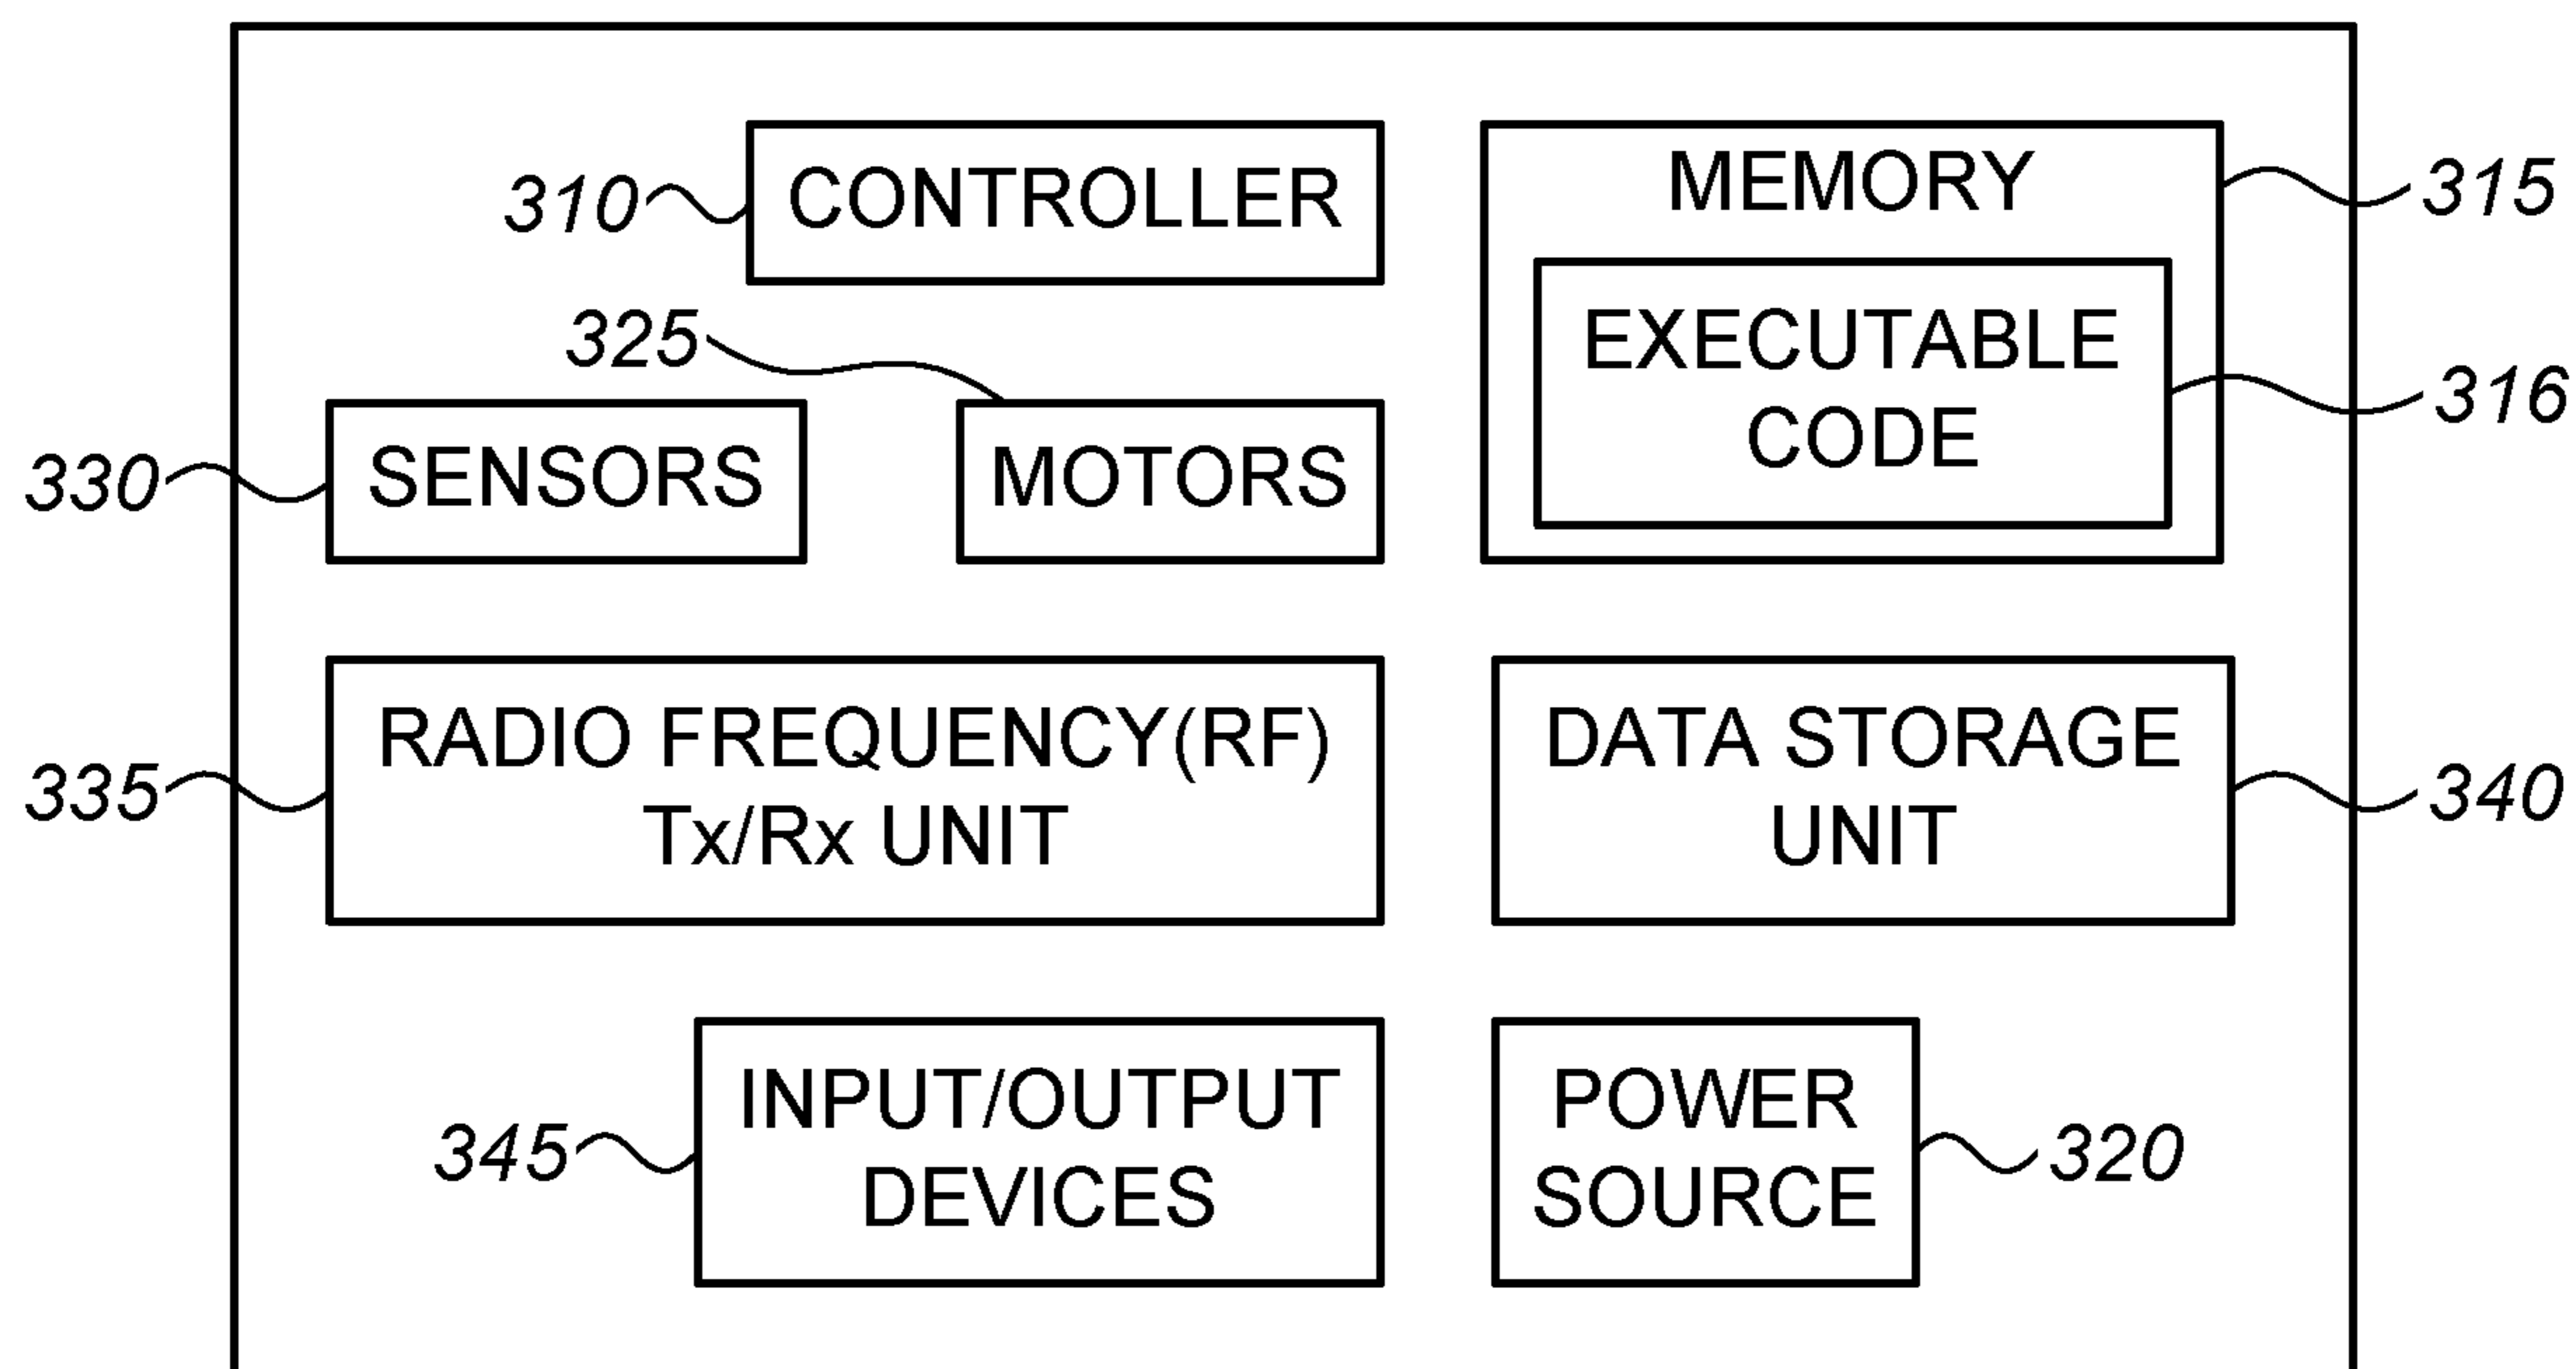 310
CONTROLLER
MEMORY
315
EXECUTABLE
CODE
316
325
330
SENSORS
MOTORS
335
RADIO FREQUENCY(RF)
Tx/Rx UNIT
DATA STORAGE
UNIT
340
345
INPUT/OUTPUT
DEVICES
POWER
SOURCE
320